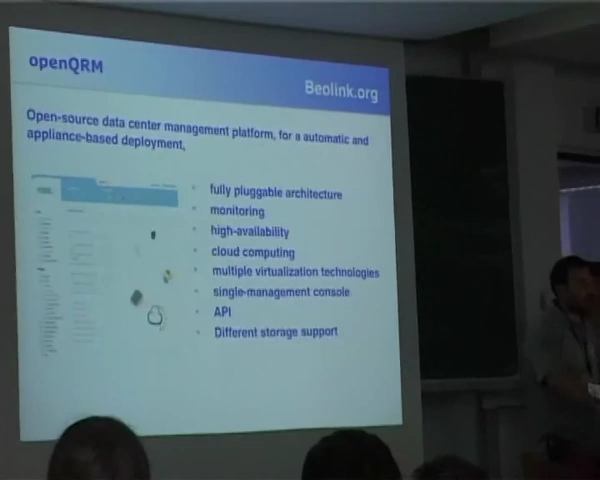 openQRM
Beolink.org
Open-source data center management platform, for a automatic and
appliance-based deployment,
fully pluggable architecture
monitoring
high-availability
cloud computing
multiple virtualization technologies
single-management console
API
Different storage support